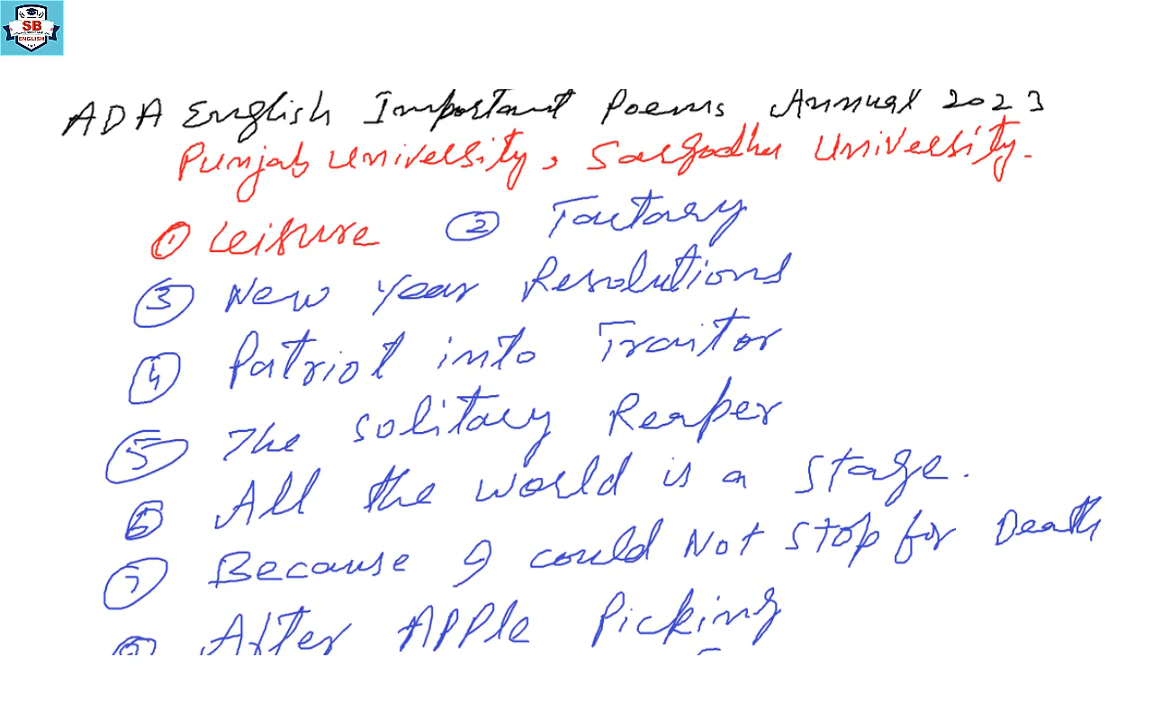 SB
ENGLISH
ADA English Important Poems Annual 2023
Punjab University, Sargodha University.
① Leisure ② Tartary
③ New Year Resolutions
④ Patriot into Traitor
⑤ The Solitary Reaper
⑥ All the world is a stage.
⑦ Because I could Not Stop for Death
⑧ After Apple Picking